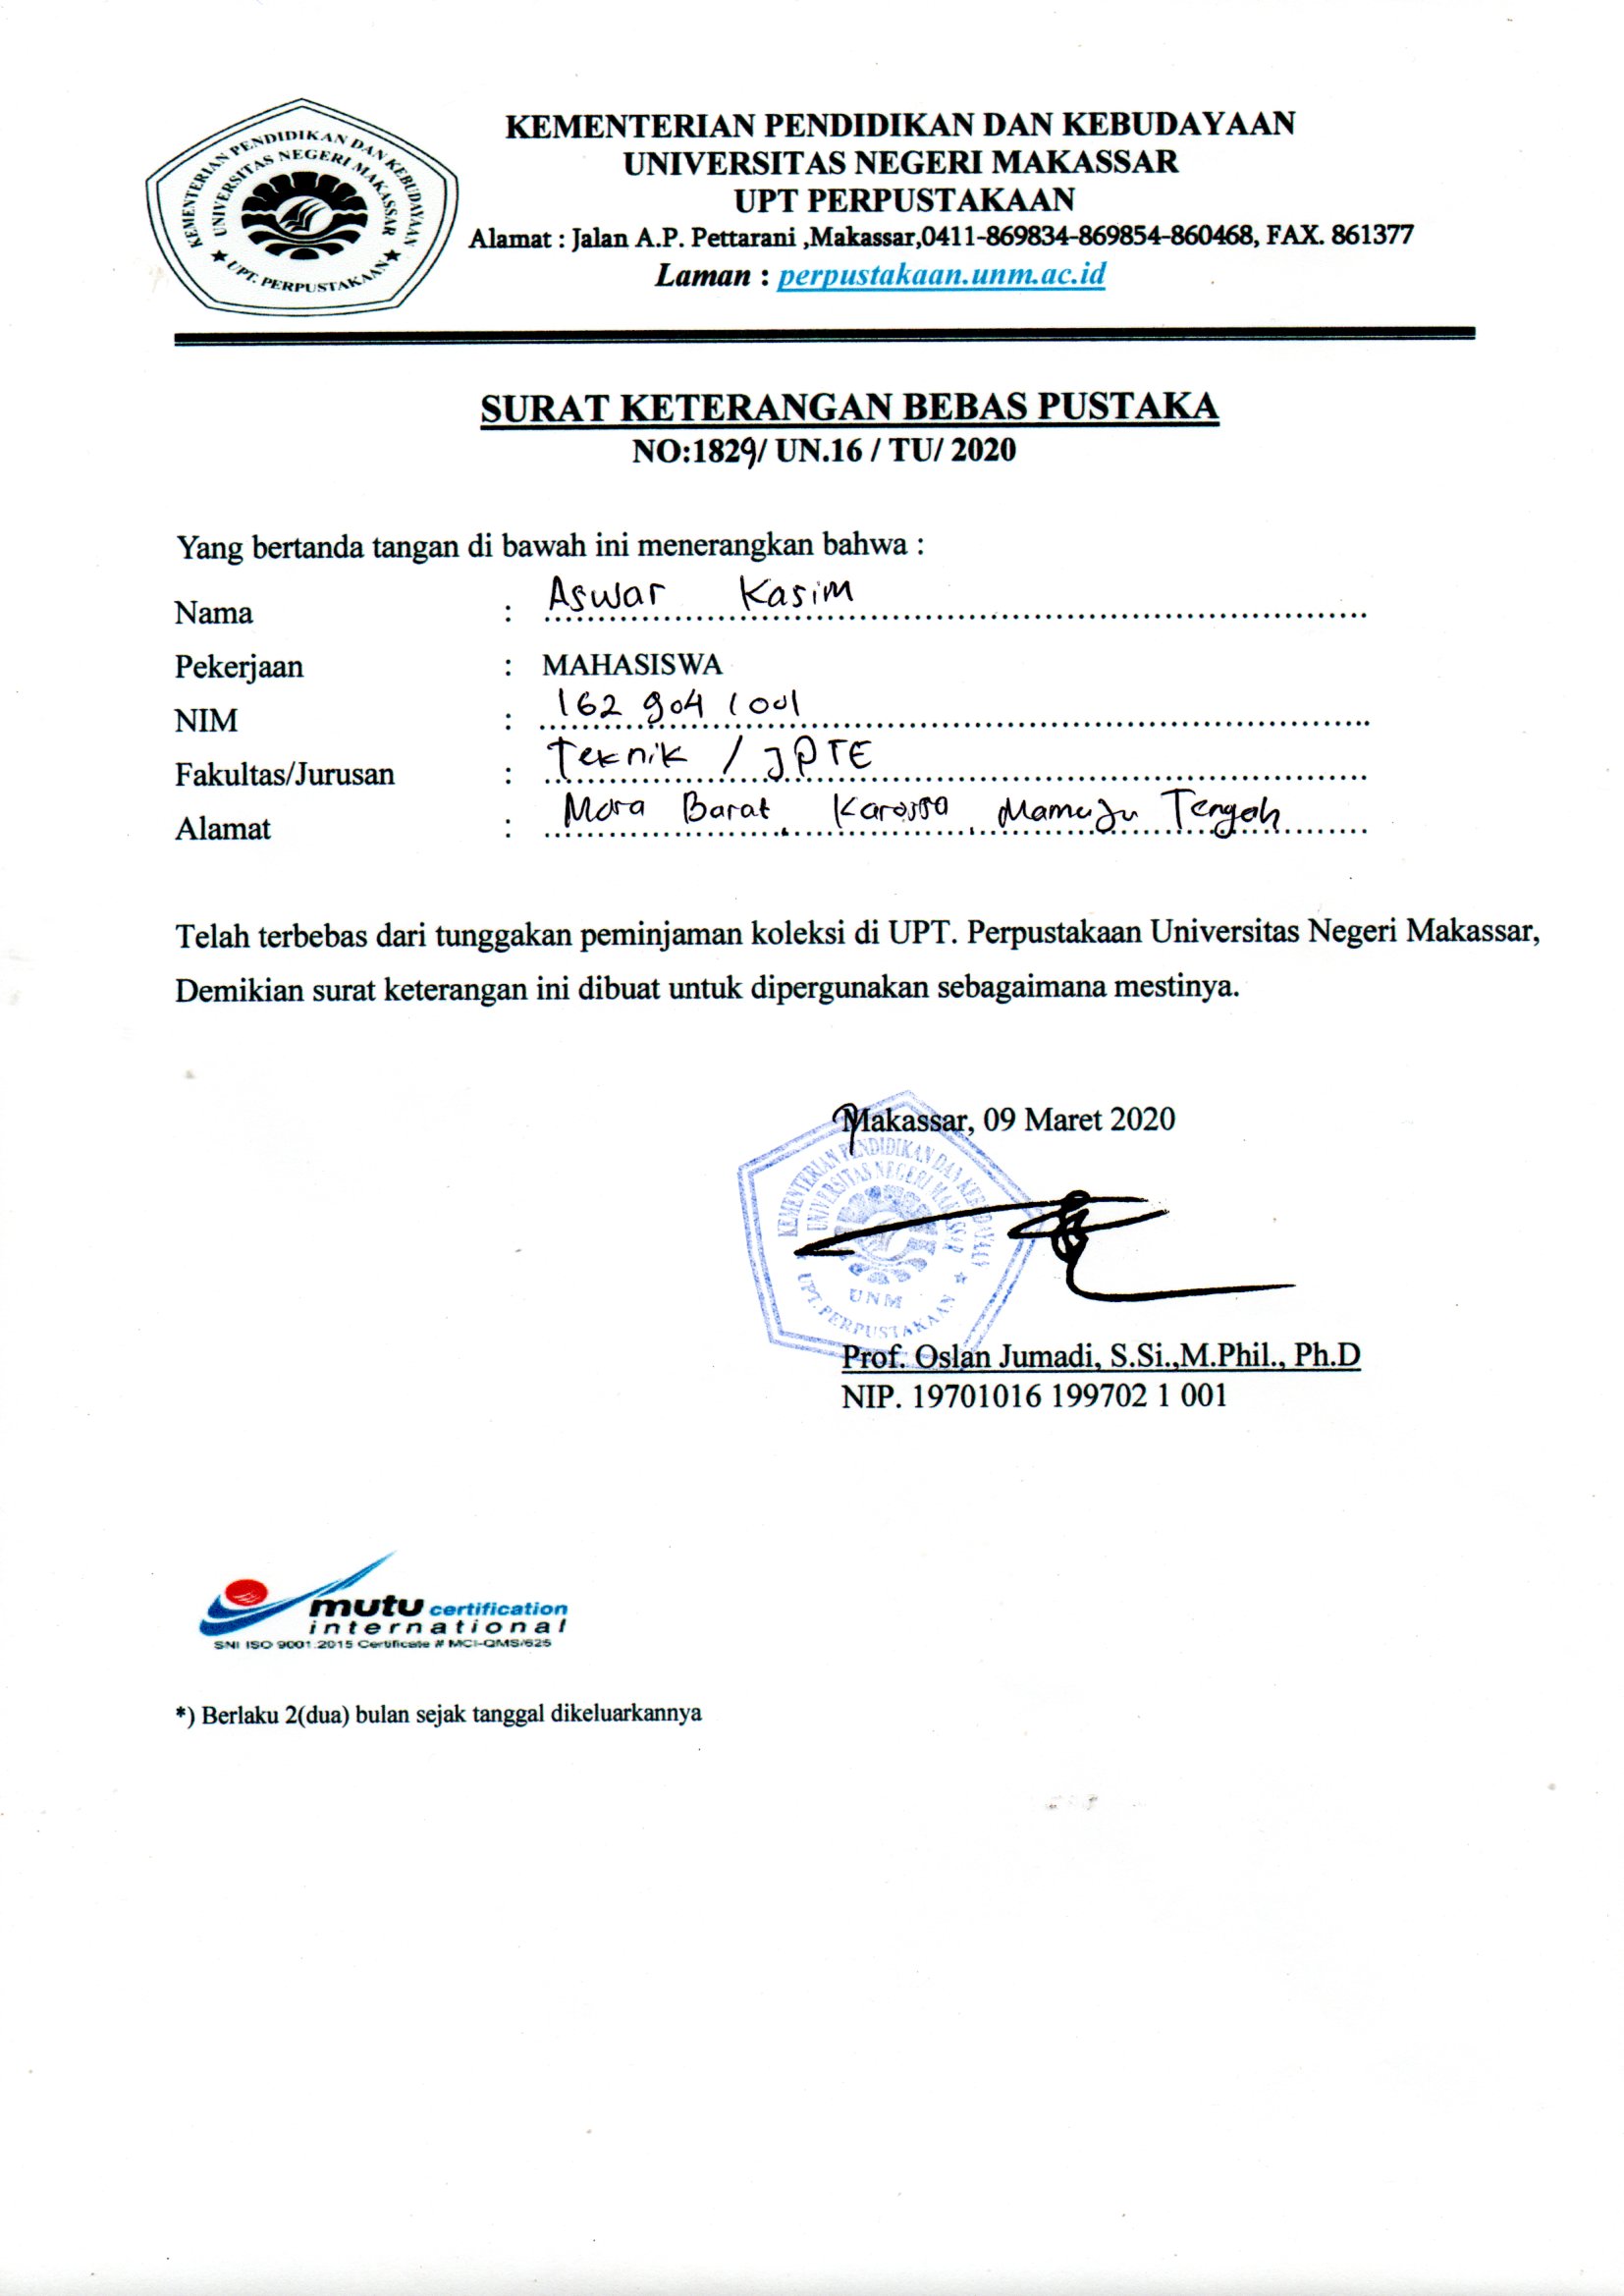 KEMENTERIAN PENDIDIKAN DAN KEBUDAYAAN
UNIVERSITAS NEGERI MAKASSAR
UPT. PERPUSTAKAAN
KEMENTERIAN PENDIDIKAN DAN KEBUDAYAAN
UNIVERSITAS NEGERI MAKASSAR
UPT PERPUSTAKAAN
Alamat : Jalan A.P. Pettarani ,Makassar,0411-869834-869854-860468, FAX. 861377
Laman : perpustakaan.unm.ac.id
SURAT KETERANGAN BEBAS PUSTAKA
NO:1829/ UN.16 / TU/ 2020
Yang bertanda tangan di bawah ini menerangkan bahwa :
Nama : Aswar Kasim
Pekerjaan : MAHASISWA
NIM : 162 904 1001
Fakultas/Jurusan : Teknik / JPTE
Alamat : Mora Barat, Karossa, Mamuju Tengah
Telah terbebas dari tunggakan peminjaman koleksi di UPT. Perpustakaan Universitas Negeri Makassar,
Demikian surat keterangan ini dibuat untuk dipergunakan sebagaimana mestinya.
Makassar, 09 Maret 2020
KEMENTERIAN PENDIDIKAN DAN KEBUDAYAAN
UNIVERSITAS NEGERI MAKASSAR
UNM
UPT. PERPUSTAKAAN
Prof. Oslan Jumadi, S.Si.,M.Phil., Ph.D
NIP. 19701016 199702 1 001
mutu certification
international
SNI ISO 9001:2015 Certificate # MCI-QMS/625
*) Berlaku 2(dua) bulan sejak tanggal dikeluarkannya